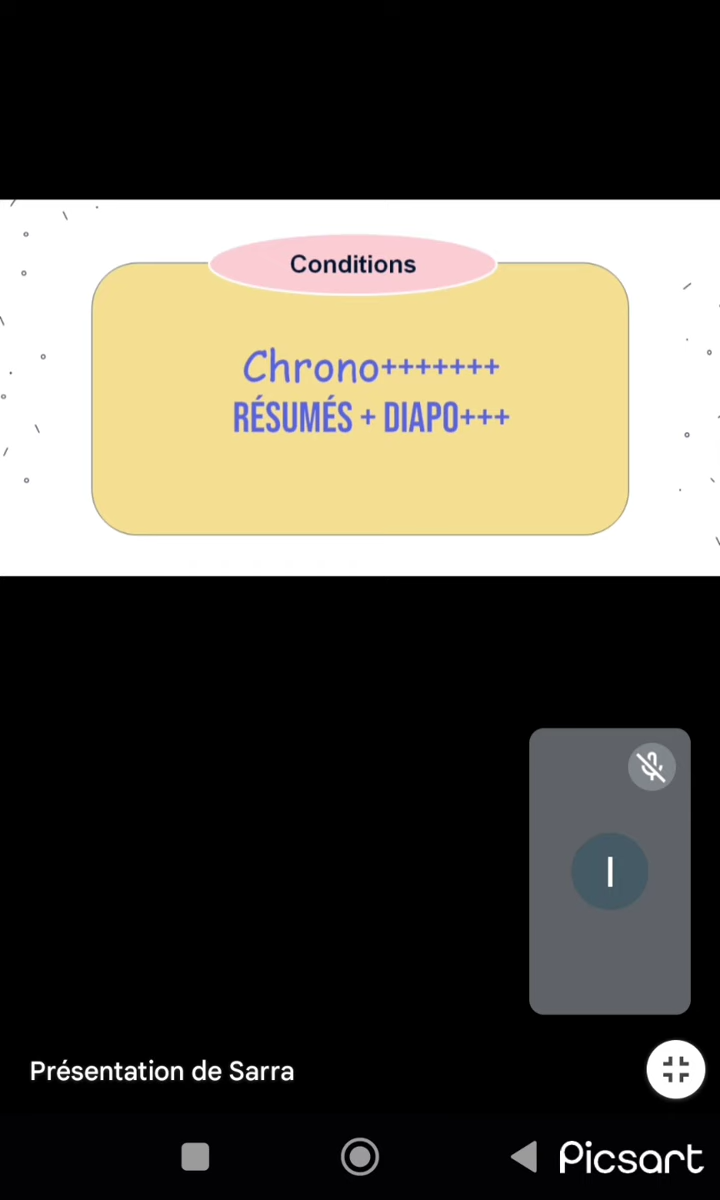 Conditions
Chrono+++++++
RÉSUMÉS + DIAPO+++
I
Présentation de Sarra
Picsart